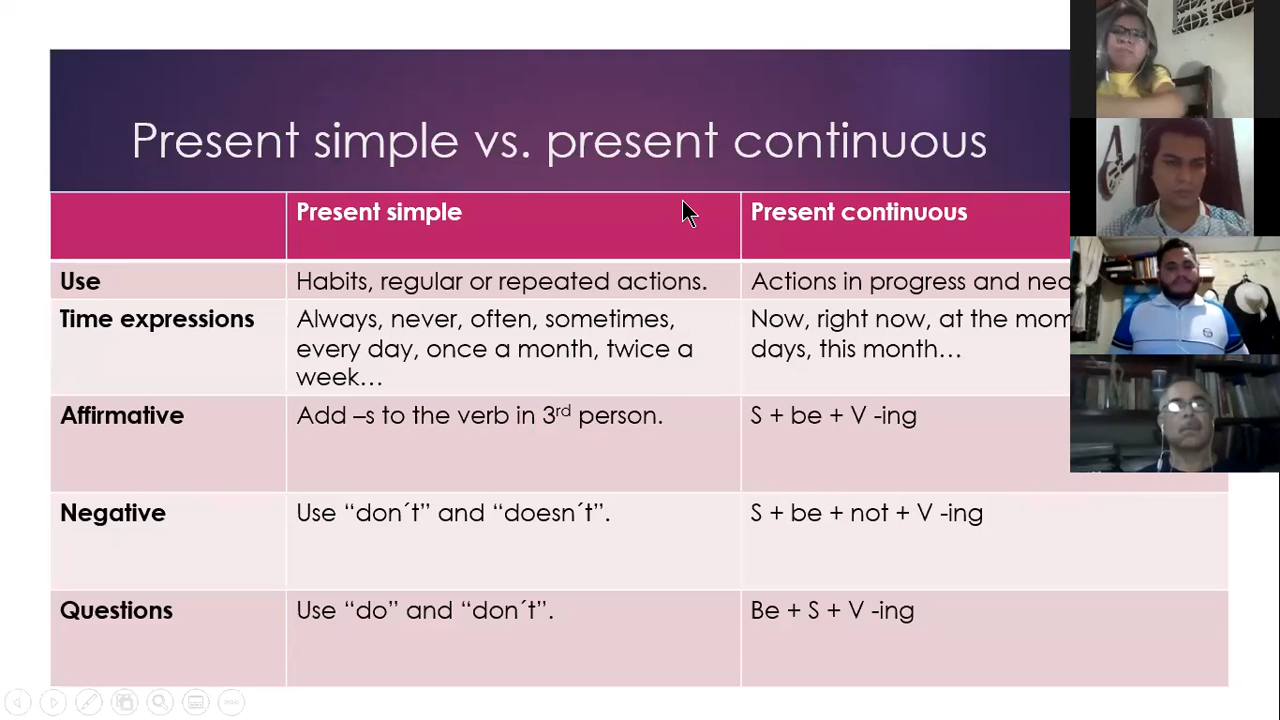 Present simple vs. present continuous
Present simple
Present continuous
Use
Habits, regular or repeated actions.
Actions in progress and
Time expressions
Always, never, often, sometimes,
every day, once a month, twice a
week…
Now, right now, at the
days, this month…
Affirmative
Add –s to the verb in 3rd person.
S + be + V -ing
Negative
Use “don´t” and “doesn´t”.
S + be + not + V -ing
Questions
Use “do” and “don´t”.
Be + S + V -ing